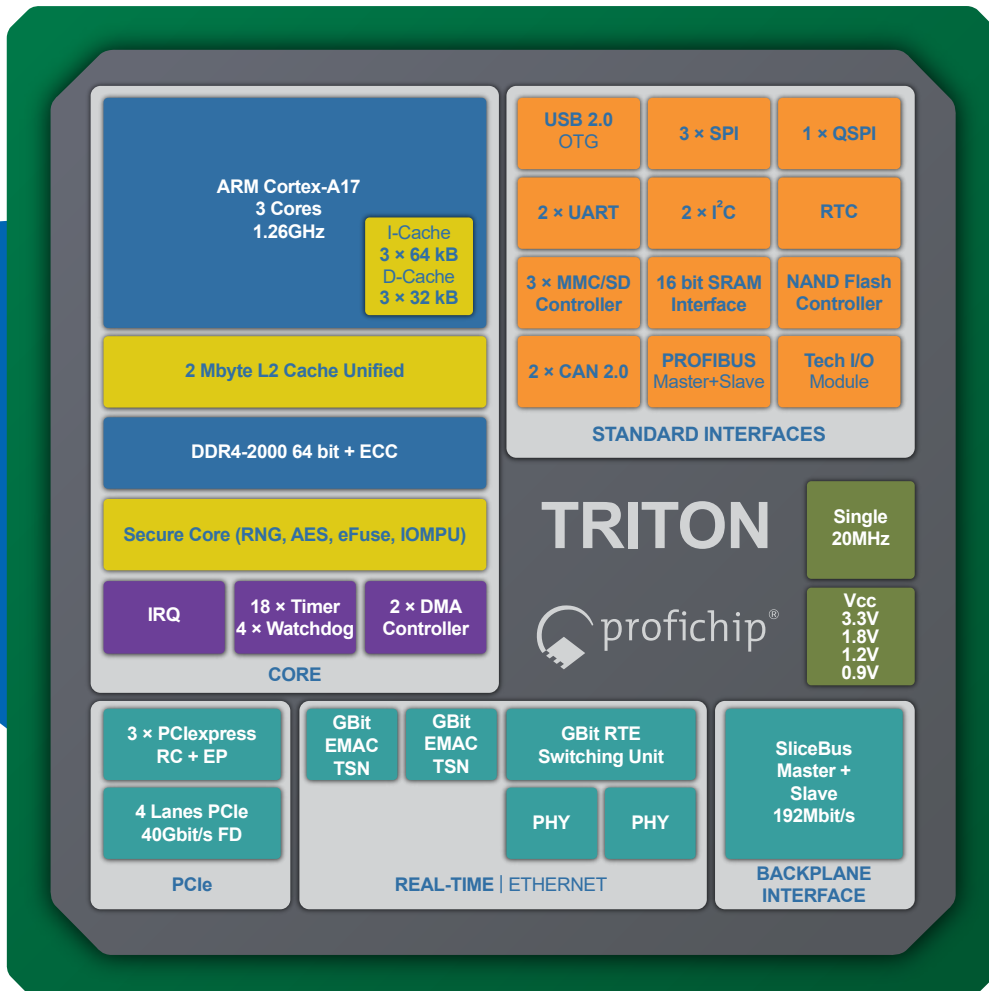 ARM Cortex-A17
3 Cores
1.26GHz
I-Cache
3 × 64 kB
D-Cache
3 × 32 kB
2 Mbyte L2 Cache Unified
DDR4-2000 64 bit + ECC
Secure Core (RNG, AES, eFuse, IOMPU)
IRQ
18 × Timer
4 × Watchdog
2 × DMA
Controller
CORE
USB 2.0
OTG
3 × SPI
1 × QSPI
2 × UART
2 × I²C
RTC
3 × MMC/SD
Controller
16 bit SRAM
Interface
NAND Flash
Controller
2 × CAN 2.0
PROFIBUS
Master+Slave
Tech I/O
Module
STANDARD INTERFACES
TRITON
profichip®
Single
20MHz
Vcc
3.3V
1.8V
1.2V
0.9V
3 × PCIexpress
RC + EP
4 Lanes PCIe
40Gbit/s FD
PCIe
GBit
EMAC
TSN
GBit
EMAC
TSN
GBit RTE
Switching Unit
PHY
PHY
REAL-TIME | ETHERNET
SliceBus
Master +
Slave
192Mbit/s
BACKPLANE
INTERFACE